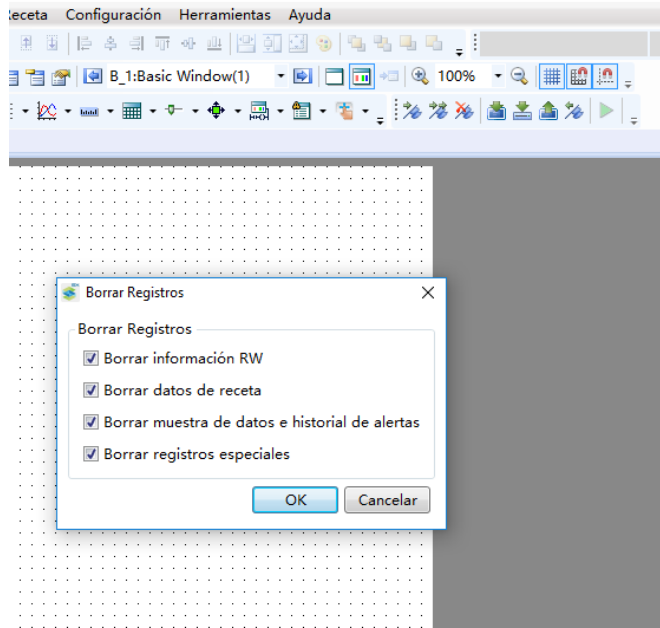 Receta Configuración Herramientas Ayuda
B_1:Basic Window(1) 100%
Borrar Registros
Borrar Registros
Borrar información RW
Borrar datos de receta
Borrar muestra de datos e historial de alertas
Borrar registros especiales
OK Cancelar